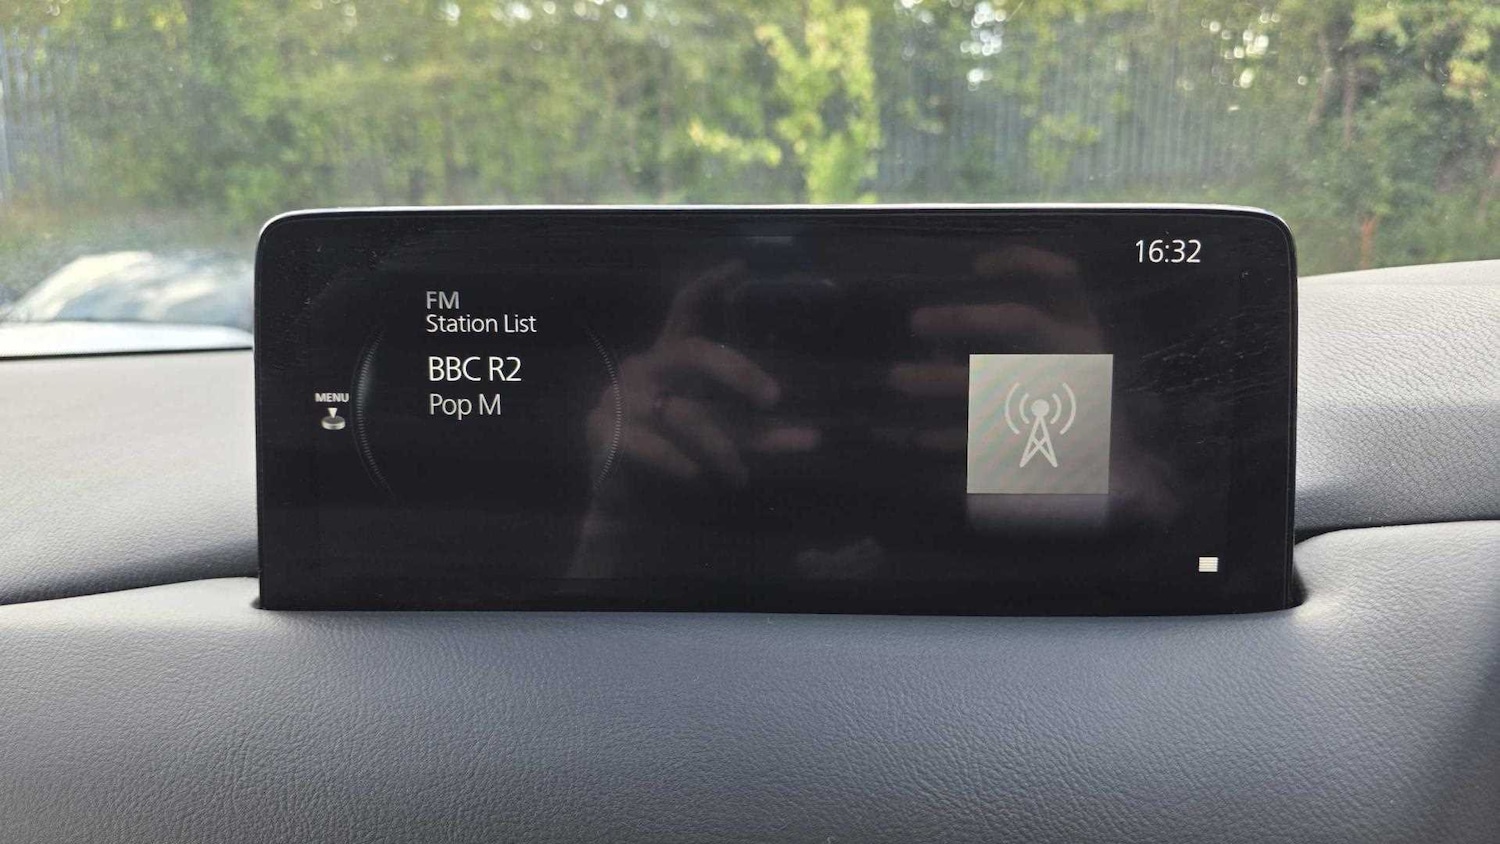 16:32
FM
Station List
BBC R2
MENU
Pop M